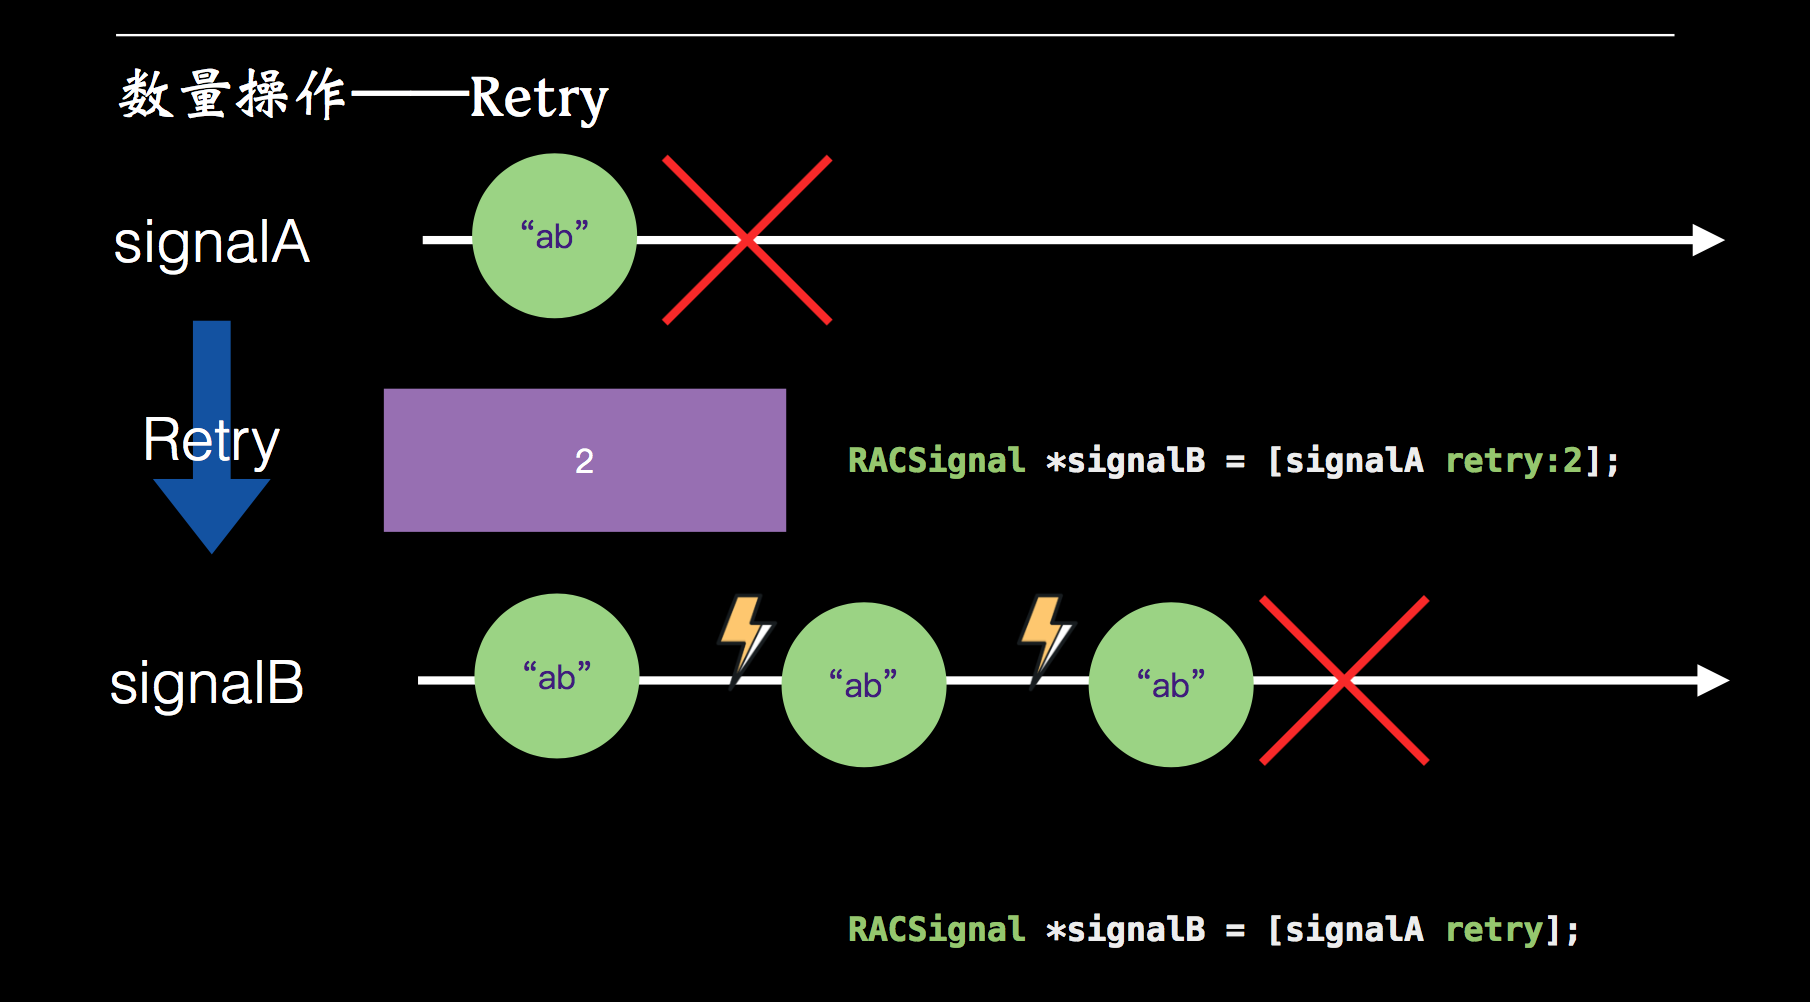 数量操作——Retry
signalA
“ab”
Retry
2
RACSignal *signalB = [signalA retry:2];
signalB
“ab”
“ab”
“ab”
RACSignal *signalB = [signalA retry];